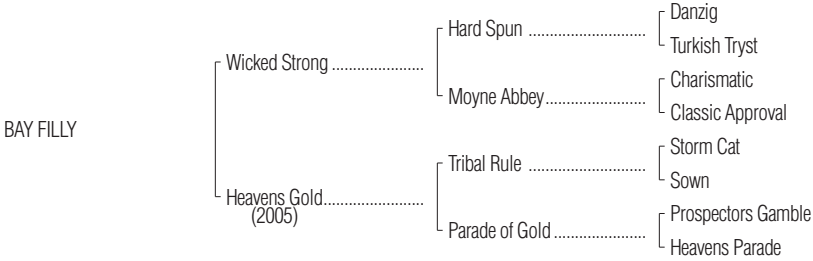 Danzig
Hard Spun ..........................
Turkish Tryst
Wicked Strong .....................
Charismatic
Moyne Abbey.......................
Classic Approval
BAY FILLY
Storm Cat
Tribal Rule ..........................
Sown
Heavens Gold.......................
(2005)
Prospectors Gamble
Parade of Gold .....................
Heavens Parade